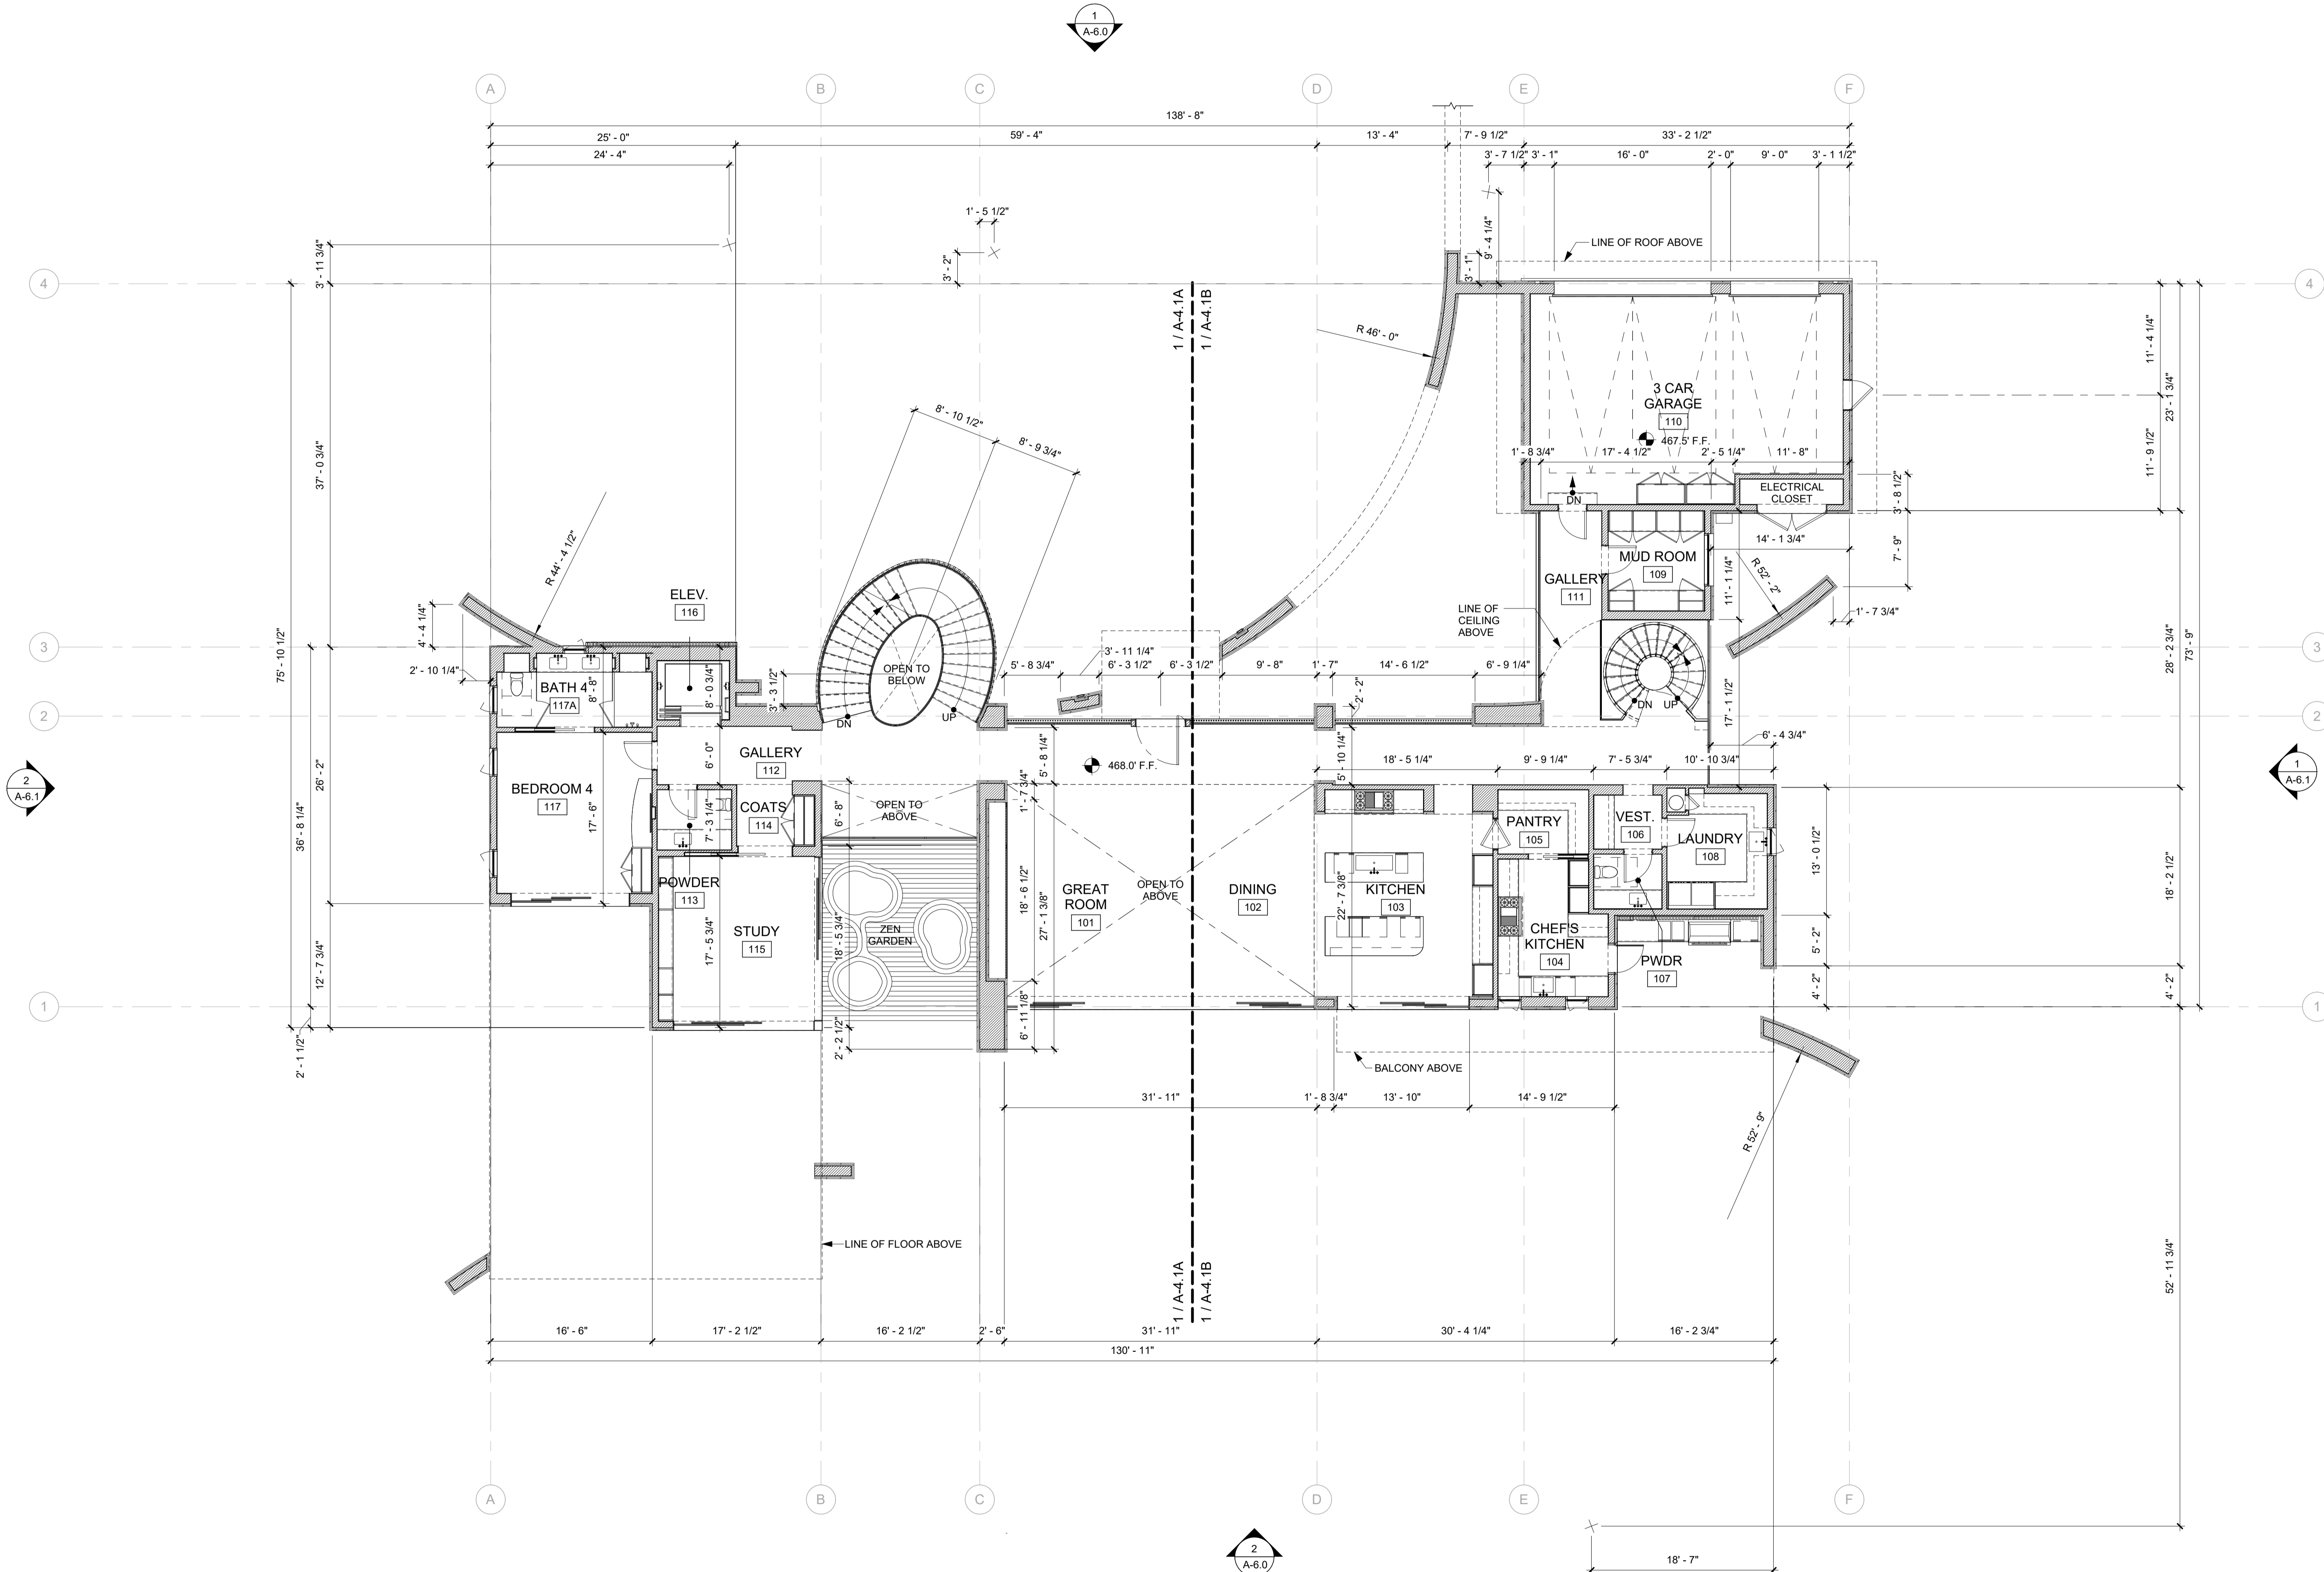 1
A-6.0
A
B
C
D
E
F
138' - 8"
25' - 0"
59' - 4"
13' - 4"
7' - 9 1/2"
33' - 2 1/2"
24' - 4"
3' - 7 1/2"
3' - 1"
16' - 0"
2' - 0"
9' - 0"
3' - 1 1/2"
1' - 5 1/2"
3' - 2"
9' - 4 1/4"
3' - 1"
LINE OF ROOF ABOVE
3' - 11 3/4"
4
4
1 / A-4.1A
1 / A-4.1B
R 46' - 0"
11' - 4 1/4"
23' - 1 3/4"
11' - 9 1/2"
3 CAR
GARAGE
110
467.5' F.F.
8' - 10 1/2"
8' - 9 3/4"
37' - 0 3/4"
1' - 8 3/4"
17' - 4 1/2"
2' - 5 1/4"
11' - 8"
DN
ELECTRICAL
CLOSET
3' - 8 1/2"
14' - 1 3/4"
7' - 9"
R 44' - 4 1/2"
MUD ROOM
109
GALLERY
111
11' - 1 1/4"
R 52' - 2"
1' - 7 3/4"
ELEV.
116
4' - 4 1/4"
LINE OF
CEILING
ABOVE
75' - 10 1/2"
28' - 2 3/4"
73' - 9"
3
3
2' - 10 1/4"
BATH 4
117A
8' - 8"
8' - 0 3/4"
3' - 3 1/2"
OPEN TO
BELOW
DN
UP
5' - 8 3/4"
3' - 11 1/4"
6' - 3 1/2"
6' - 3 1/2"
9' - 8"
1' - 7"
14' - 6 1/2"
6' - 9 1/4"
2' - 2"
DN
UP
17' - 1 1/2"
2
2
6' - 4 3/4"
GALLERY
112
6' - 0"
468.0' F.F.
5' - 8 1/4"
5' - 10 1/4"
18' - 5 1/4"
9' - 9 1/4"
7' - 5 3/4"
10' - 10 3/4"
2
A-6.1
1
A-6.1
26' - 2"
36' - 8 1/4"
BEDROOM 4
117
17' - 6"
7' - 3 1/4"
COATS
114
6' - 8"
OPEN TO
ABOVE
1' - 7 3/4"
PANTRY
105
VEST.
106
LAUNDRY
108
13' - 0 1/2"
18' - 2 1/2"
POWDER
113
GREAT
ROOM
101
OPEN TO
ABOVE
DINING
102
KITCHEN
103
22' - 7 3/8"
18' - 6 1/2"
27' - 1 3/8"
STUDY
115
17' - 5 3/4"
18' - 5 3/4"
ZEN
GARDEN
CHEF'S
KITCHEN
104
PWDR
107
5' - 2"
4' - 2"
4' - 2"
12' - 7 3/4"
1
1
2' - 1 1/2"
2' - 2 1/2"
6' - 11 1/8"
BALCONY ABOVE
31' - 11"
1' - 8 3/4"
13' - 10"
14' - 9 1/2"
R 52' - 9"
LINE OF FLOOR ABOVE
52' - 11 3/4"
1 / A-4.1A
1 / A-4.1B
16' - 6"
17' - 2 1/2"
16' - 2 1/2"
2' - 6"
31' - 11"
30' - 4 1/4"
16' - 2 3/4"
130' - 11"
A
B
C
D
E
F
2
A-6.0
18' - 7"